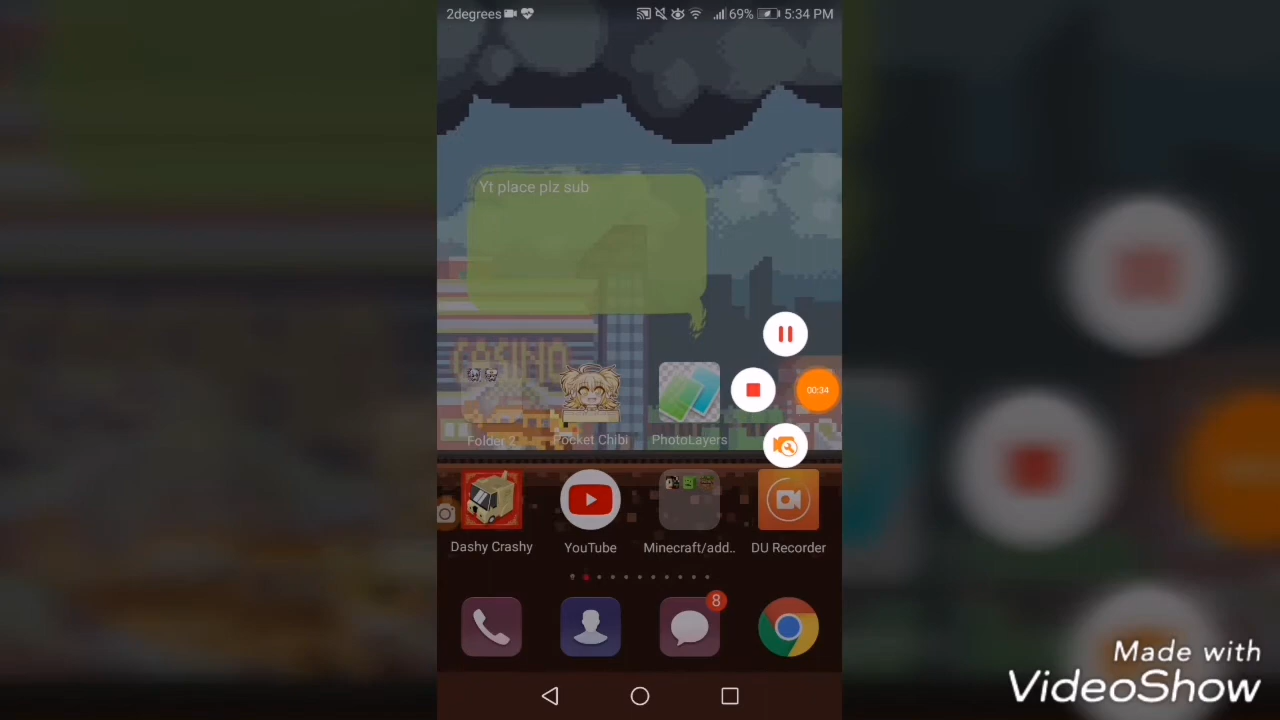 2degrees
69%
5:34 PM
Yt place plz sub
CASINO
00:34
Folder 2
Pocket Chibi
PhotoLayers
Dashy Crashy
YouTube
Minecraft/add..
DU Recorder
8
Made with
VideoShow